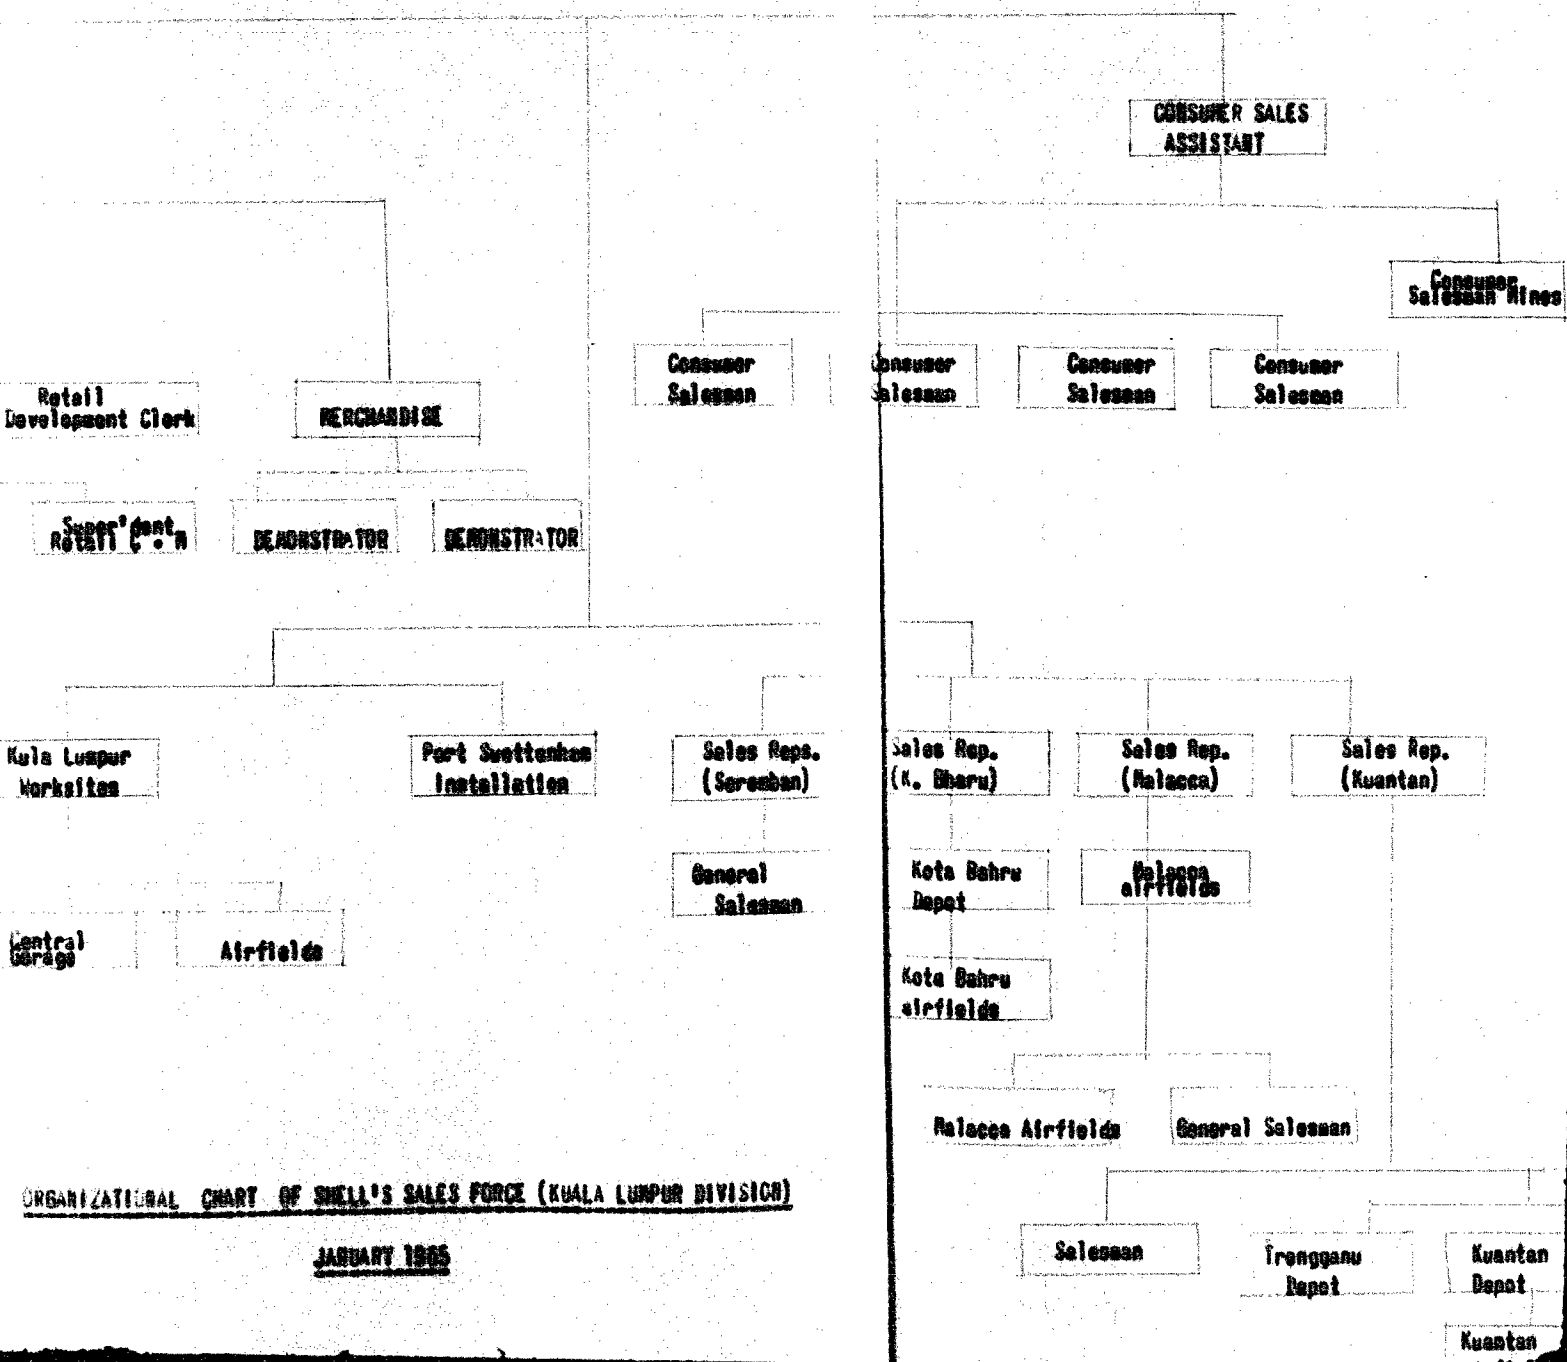 CONSUMER SALES
ASSISTANT
Consumer
Salesman Mines
Consumer
Salesman
Consumer
Salesman
Consumer
Salesman
Consumer
Salesman
Retail
Development Clerk
MERCHANDISE
Super'dent
Retail C . M
DEMONSTRATOR
DEMONSTRATOR
Kula Lumpur
Worksites
Port Swettenham
Installation
Sales Reps.
(Seremban)
Sales Rep.
(K. Bharu)
Sales Rep.
(Malacca)
Sales Rep.
(Kuantan)
General
Salesman
Kota Bahru
Depot
Malacca
airfields
Central
Garage
Airfields
Kota Bahru
airfields
Malacca Airfields
General Salesman
ORGANIZATIONAL CHART OF SHELL'S SALES FORCE (KUALA LUMPUR DIVISION)
JANUARY 1965
Salesman
Trengganu
Depot
Kuantan
Depot
Kuantan